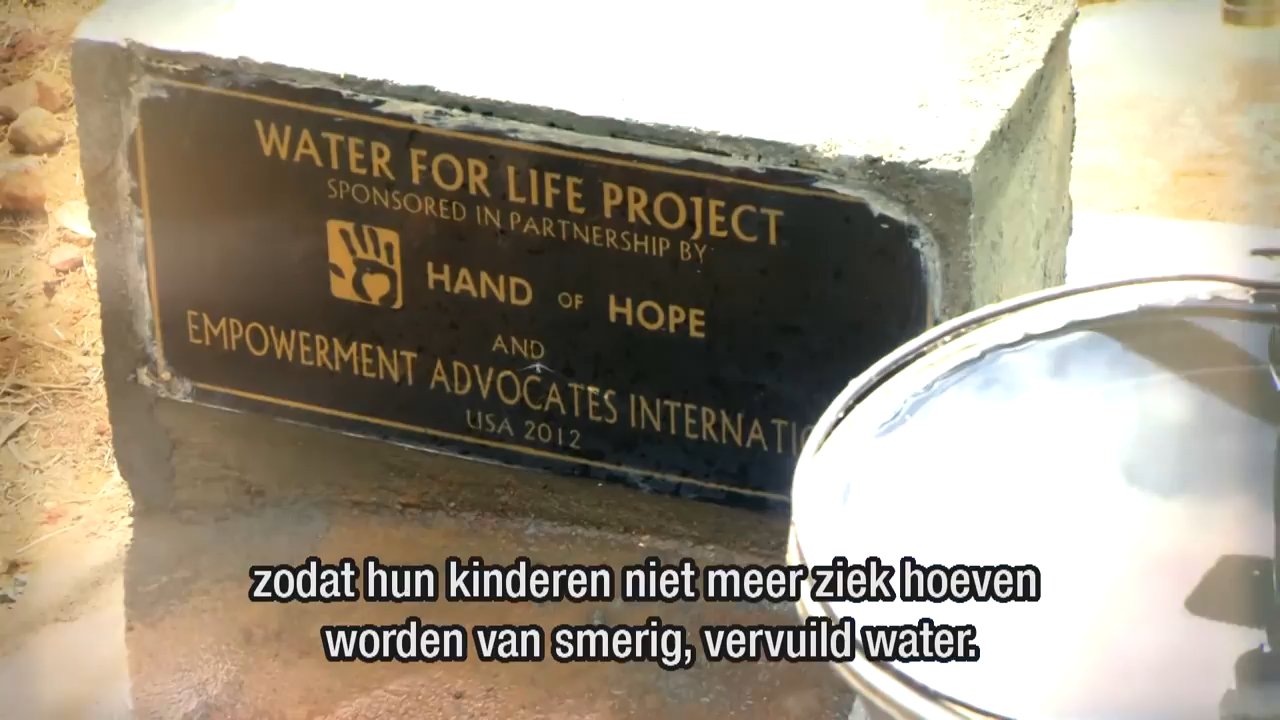 WATER FOR LIFE PROJECT
SPONSORED IN PARTNERSHIP BY
HAND OF HOPE
AND
EMPOWERMENT ADVOCATES INTERNATI
USA 2012
zodat hun kinderen niet meer ziek hoeven
worden van smerig, vervuild water.